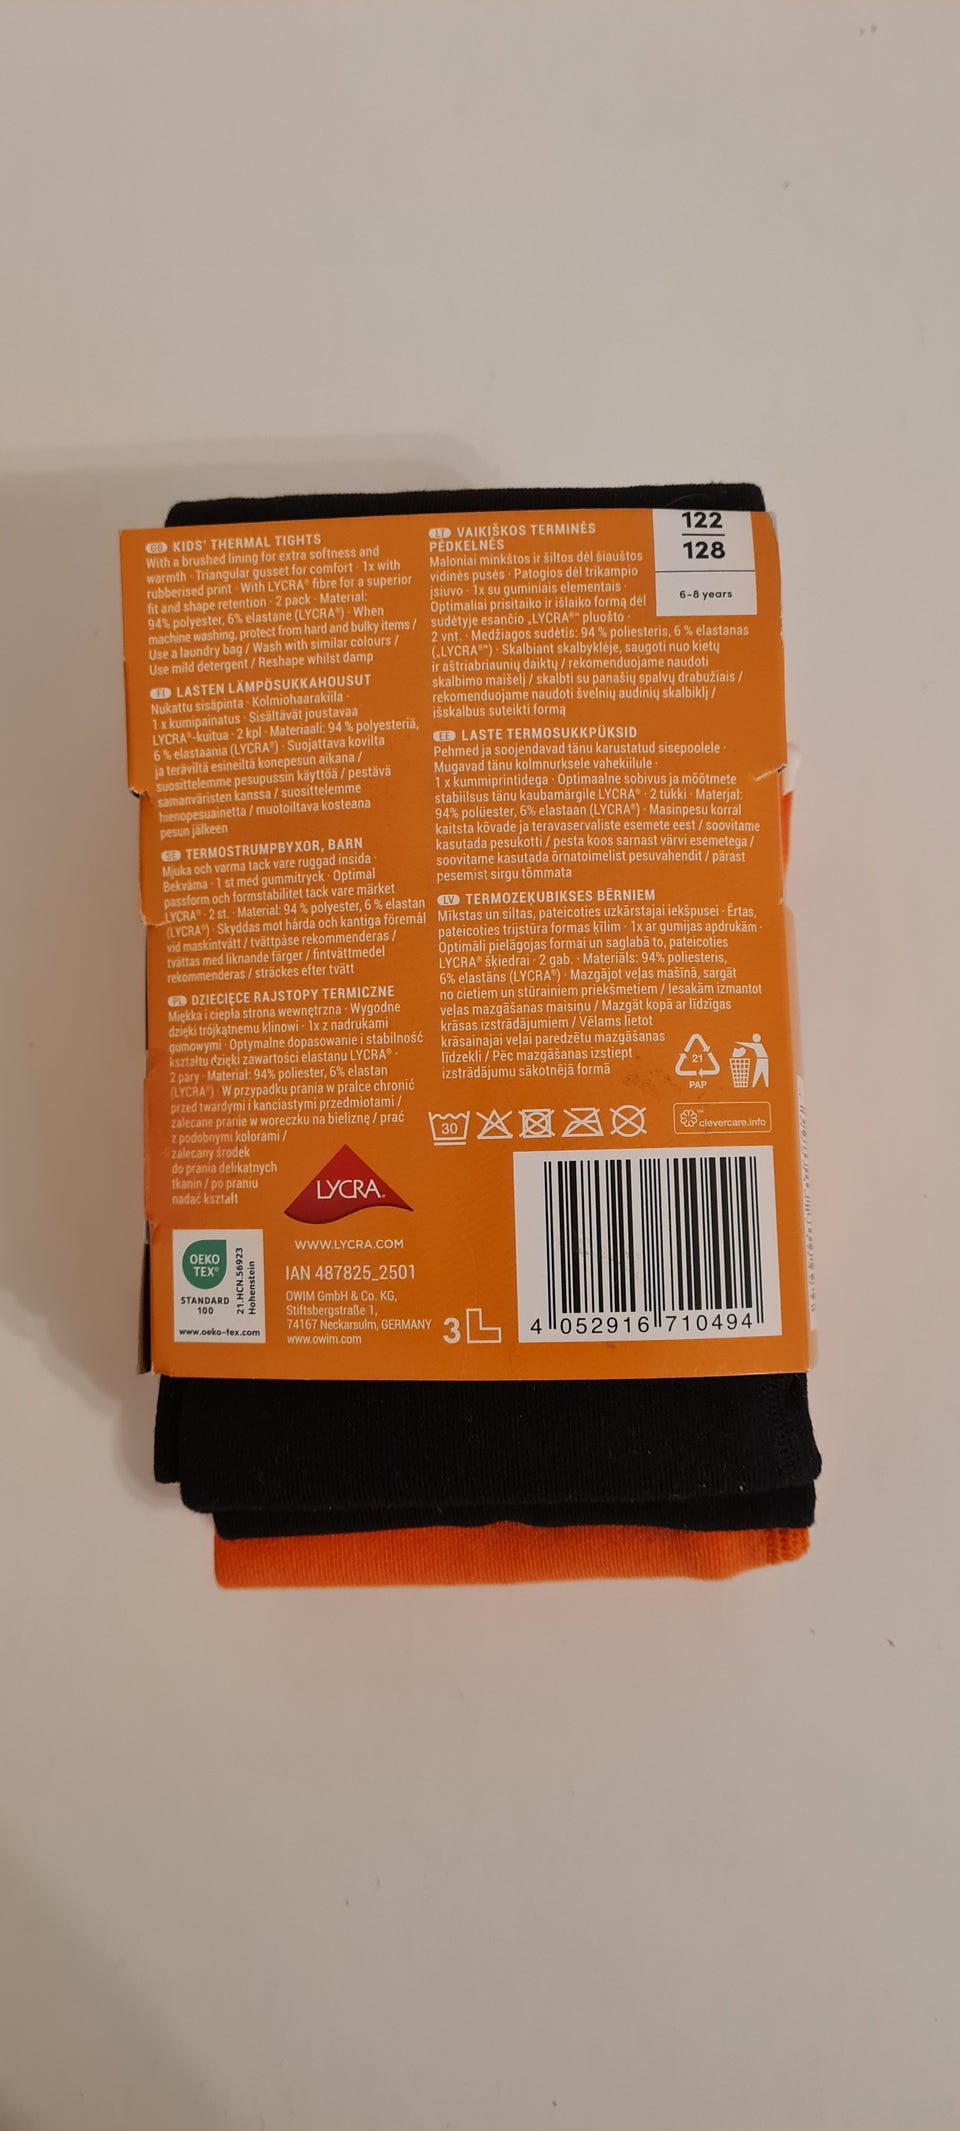 GB KIDS' THERMAL TIGHTS
With a brushed lining for extra softness and
warmth · Triangular gusset for comfort · 1x with
rubberised print · With LYCRA® fibre for a superior
fit and shape retention · 2 pack · Material:
94% polyester, 6% elastane (LYCRA®) · When
machine washing, protect from hard and bulky items /
Use a laundry bag / Wash with similar colours /
Use mild detergent / Reshape whilst damp
FI LASTEN LÄMPÖSUKKAHOUSUT
Nukattu sisäpinta · Kolmiohaarakiila ·
1 x kumipainatus · Sisältävät joustavaa
LYCRA®-kuitua · 2 kpl · Materiaali: 94 % polyesteriä,
6 % elastaania (LYCRA®) · Suojattava kovilta
ja teräviltä esineiltä konepesun aikana /
suosittelemme pesupussin käyttöä / pestävä
samanväristen kanssa / suosittelemme
hienopesuainetta / muotoiltava kosteana
pesun jälkeen
SE TERMOSTRUMPBYXOR, BARN
Mjuka och varma tack vare ruggad insida ·
Bekväma · 1 st med gummitryck · Optimal
passform och formstabilitet tack vare märket
LYCRA® · 2 st. · Material: 94 % polyester, 6 % elastan
(LYCRA®) · Skyddas mot hårda och kantiga föremål
vid maskintvätt / tvättpåse rekommenderas /
tvättas med liknande färger / fintvättmedel
rekommenderas / sträckes efter tvätt
PL DZIECIĘCE RAJSTOPY TERMICZNE
Miękka i ciepła strona wewnętrzna · Wygodne
dzięki trójkątnemu klinowi · 1x z nadrukami
gumowymi · Optymalne dopasowanie i stabilność
kształtu dzięki zawartości elastanu LYCRA® ·
2 pary · Materiał: 94% poliester, 6% elastan
(LYCRA®) · W przypadku prania w pralce chronić
przed twardymi i kanciastymi przedmiotami /
zalecane pranie w woreczku na bieliznę / prać
z podobnymi kolorami /
zalecany środek
do prania delikatnych
tkanin / po praniu
nadać kształt
LT VAIKIŠKOS TERMINĖS
PĖDKELNĖS
Maloniai minkštos ir šiltos dėl šiauštos
vidinės pusės · Patogios dėl trikampio
įsiuvo · 1x su guminiais elementais ·
Optimaliai prisitaiko ir išlaiko formą dėl
sudėtyje esančio „LYCRA®" pluošto ·
2 vnt. · Medžiagos sudėtis: 94 % poliesteris, 6 % elastanas
(„LYCRA®") · Skalbiant skalbyklėje, saugoti nuo kietų
ir aštriabriaunių daiktų / rekomenduojame naudoti
skalbimo maišelį / skalbti su panašių spalvų drabužiais /
rekomenduojame naudoti švelnių audinių skalbiklį /
išskalbus suteikti formą
EE LASTE TERMOSUKKPÜKSID
Pehmed ja soojendavad tänu karustatud sisepoolele ·
Mugavad tänu kolmnurksele vahekiilule ·
1 x kummiprintidega · Optimaalne sobivus ja mõõtmete
stabiilsus tänu kaubamärgile LYCRA® · 2 tükki · Materjal:
94% polüester, 6% elastaan (LYCRA®) · Masinpesu korral
kaitsta kõvade ja teravaservaliste esemete eest / soovitame
kasutada pesukotti / pesta koos sarnast värvi esemetega /
soovitame kasutada õrnatoimelist pesuvahendit / pärast
pesemist sirgu tõmmata
LV TERMOZEĶUBIKSES BĒRNIEM
Mīkstas un siltas, pateicoties uzkārstajai iekšpusei · Ērtas,
pateicoties trijstūra formas ķīlim · 1x ar gumijas apdrukām ·
Optimāli pielāgojas formai un saglabā to, pateicoties
LYCRA® šķiedrai · 2 gab. · Materiāls: 94% poliesteris,
6% elastāns (LYCRA®) · Mazgājot veļas mašīnā, sargāt
no cietiem un stūrainiem priekšmetiem / Iesakām izmantot
veļas mazgāšanas maisiņu / Mazgāt kopā ar līdzīgas
krāsas izstrādājumiem / Vēlams lietot
krāsainajai veļai paredzētu mazgāšanas
līdzekli / Pēc mazgāšanas izstiept
izstrādājumu sākotnējā formā
122
128
6-8 years
21
PAP
30
clevercare.info™
LYCRA®
WWW.LYCRA.COM
IAN 487825_2501
OWIM GmbH & Co. KG,
Stiftsbergstraße 1,
74167 Neckarsulm, GERMANY
www.owim.com
3L
OEKO
TEX®
STANDARD
100
21.HCN.56923
Hohenstein
www.oeko-tex.com
4 052916 710494